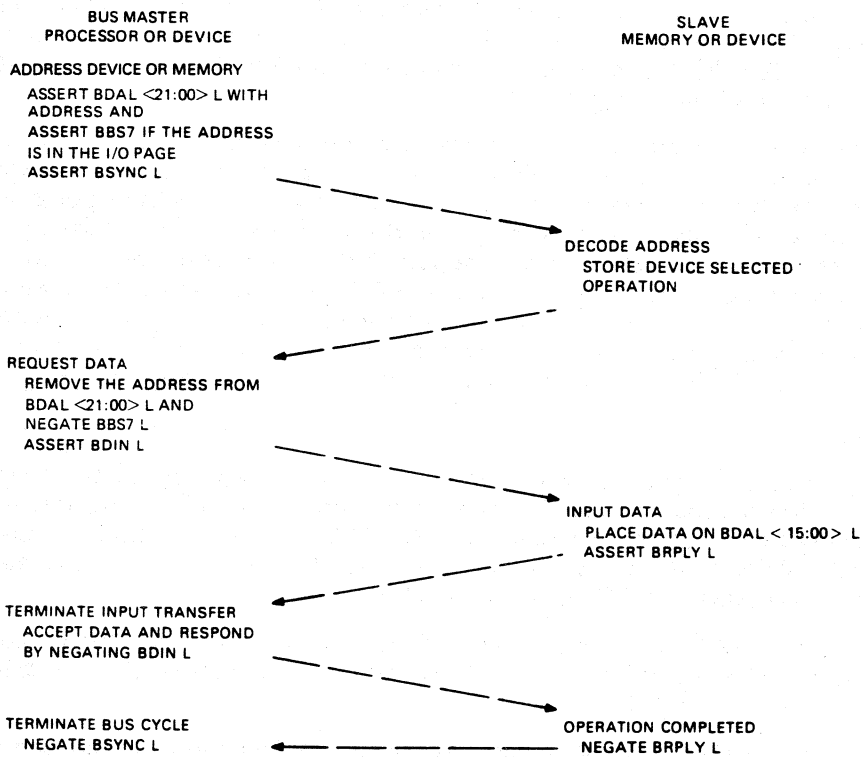 BUS MASTER
PROCESSOR OR DEVICE
SLAVE
MEMORY OR DEVICE
ADDRESS DEVICE OR MEMORY
ASSERT BDAL <21:00> L WITH
ADDRESS AND
ASSERT BBS7 IF THE ADDRESS
IS IN THE I/O PAGE
ASSERT BSYNC L
DECODE ADDRESS
STORE DEVICE SELECTED
OPERATION
REQUEST DATA
REMOVE THE ADDRESS FROM
BDAL <21:00> L AND
NEGATE BBS7 L
ASSERT BDIN L
INPUT DATA
PLACE DATA ON BDAL < 15:00> L
ASSERT BRPLY L
TERMINATE INPUT TRANSFER
ACCEPT DATA AND RESPOND
BY NEGATING BDIN L
OPERATION COMPLETED
NEGATE BRPLY L
TERMINATE BUS CYCLE
NEGATE BSYNC L